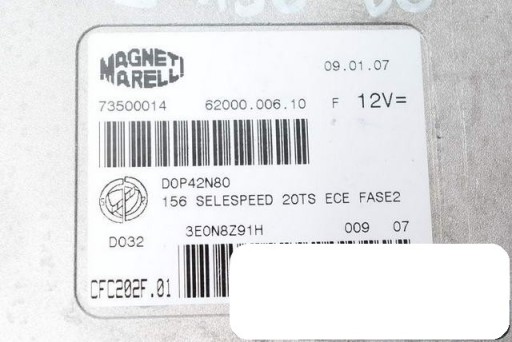 MAGNETI
MARELLI
09.01.07
73500014 62000.006.10 F 12V=
D0P42N80
156 SELESPEED 20TS ECE FASE2
D032 3E0N8Z91H 009 07
CFC202F.01